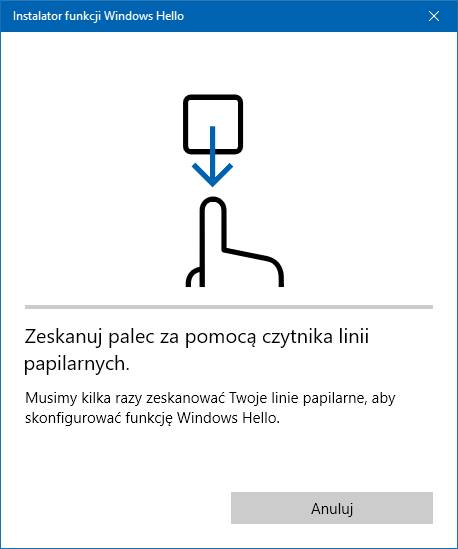 Instalator funkcji Windows Hello
Zeskanuj palec za pomocą czytnika linii
papilarnych.
Musimy kilka razy zeskanować Twoje linie papilarne, aby
skonfigurować funkcję Windows Hello.
Anuluj